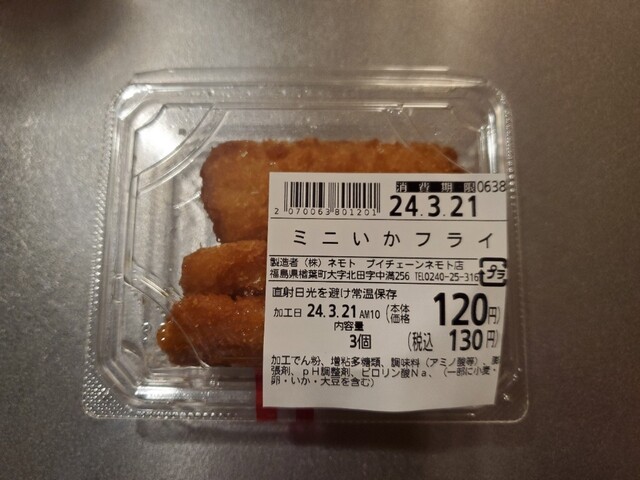 消費期限 0638
24.3.21
2 070063 801201
ミニいかフライ
製造者 (株)ネモト ブイチェーンネモト店
福島県楢葉町大字北田字中満256 TEL0240-25-316
プラ
直射日光を避け常温保存
加工日 24.3.21 AM10
(本体価格 120円)
内容量
3個
(税込 130円)
加工でん粉、増粘多糖類、調味料(アミノ酸等)、膨
張剤、pH調整剤、ピロリン酸Na、(一部に小麦・
卵・いか・大豆を含む)